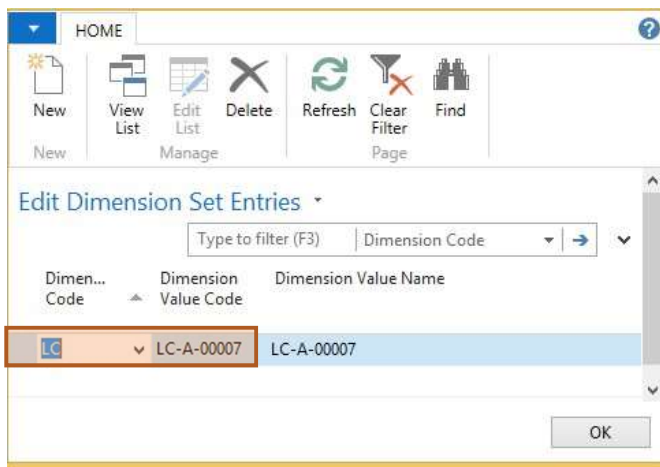 HOME
New
View List
Edit List
Delete
Refresh
Clear Filter
Find
New
Manage
Page
Edit Dimension Set Entries
Type to filter (F3)
Dimension Code
Dimen... Code
Dimension Value Code
Dimension Value Name
LC
LC-A-00007
LC-A-00007
OK